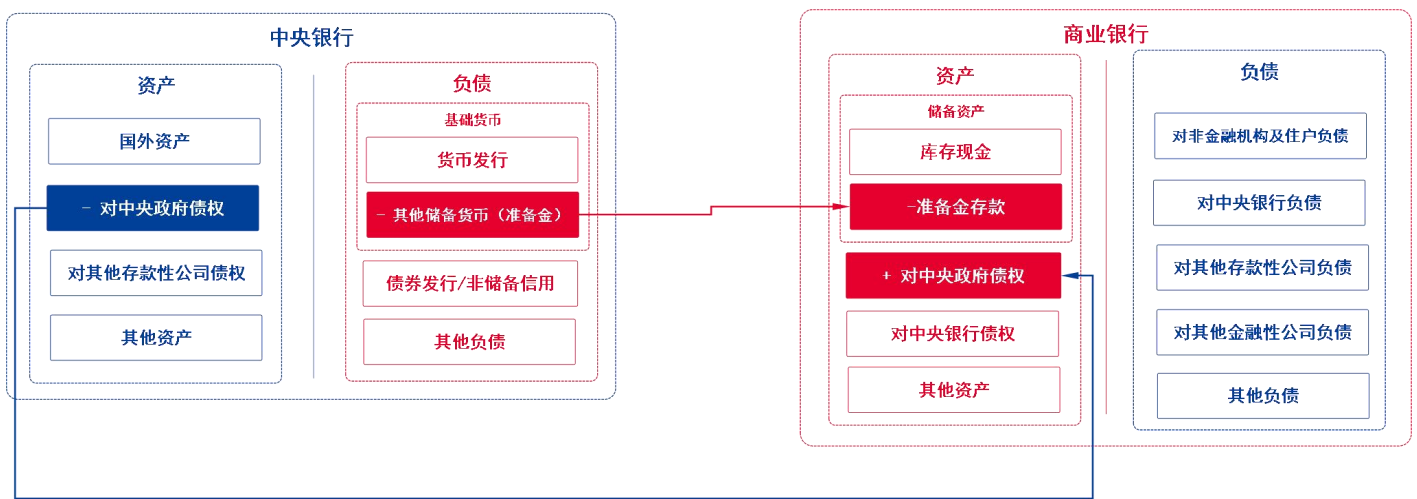 中央银行
资产
国外资产
- 对中央政府债权
对其他存款性公司债权
其他资产
负债
基础货币
货币发行
- 其他储备货币（准备金）
债券发行/非储备信用
其他负债
商业银行
资产
储备资产
库存现金
-准备金存款
+ 对中央政府债权
对中央银行债权
其他资产
负债
对非金融机构及住户负债
对中央银行负债
对其他存款性公司负债
对其他金融性公司负债
其他负债